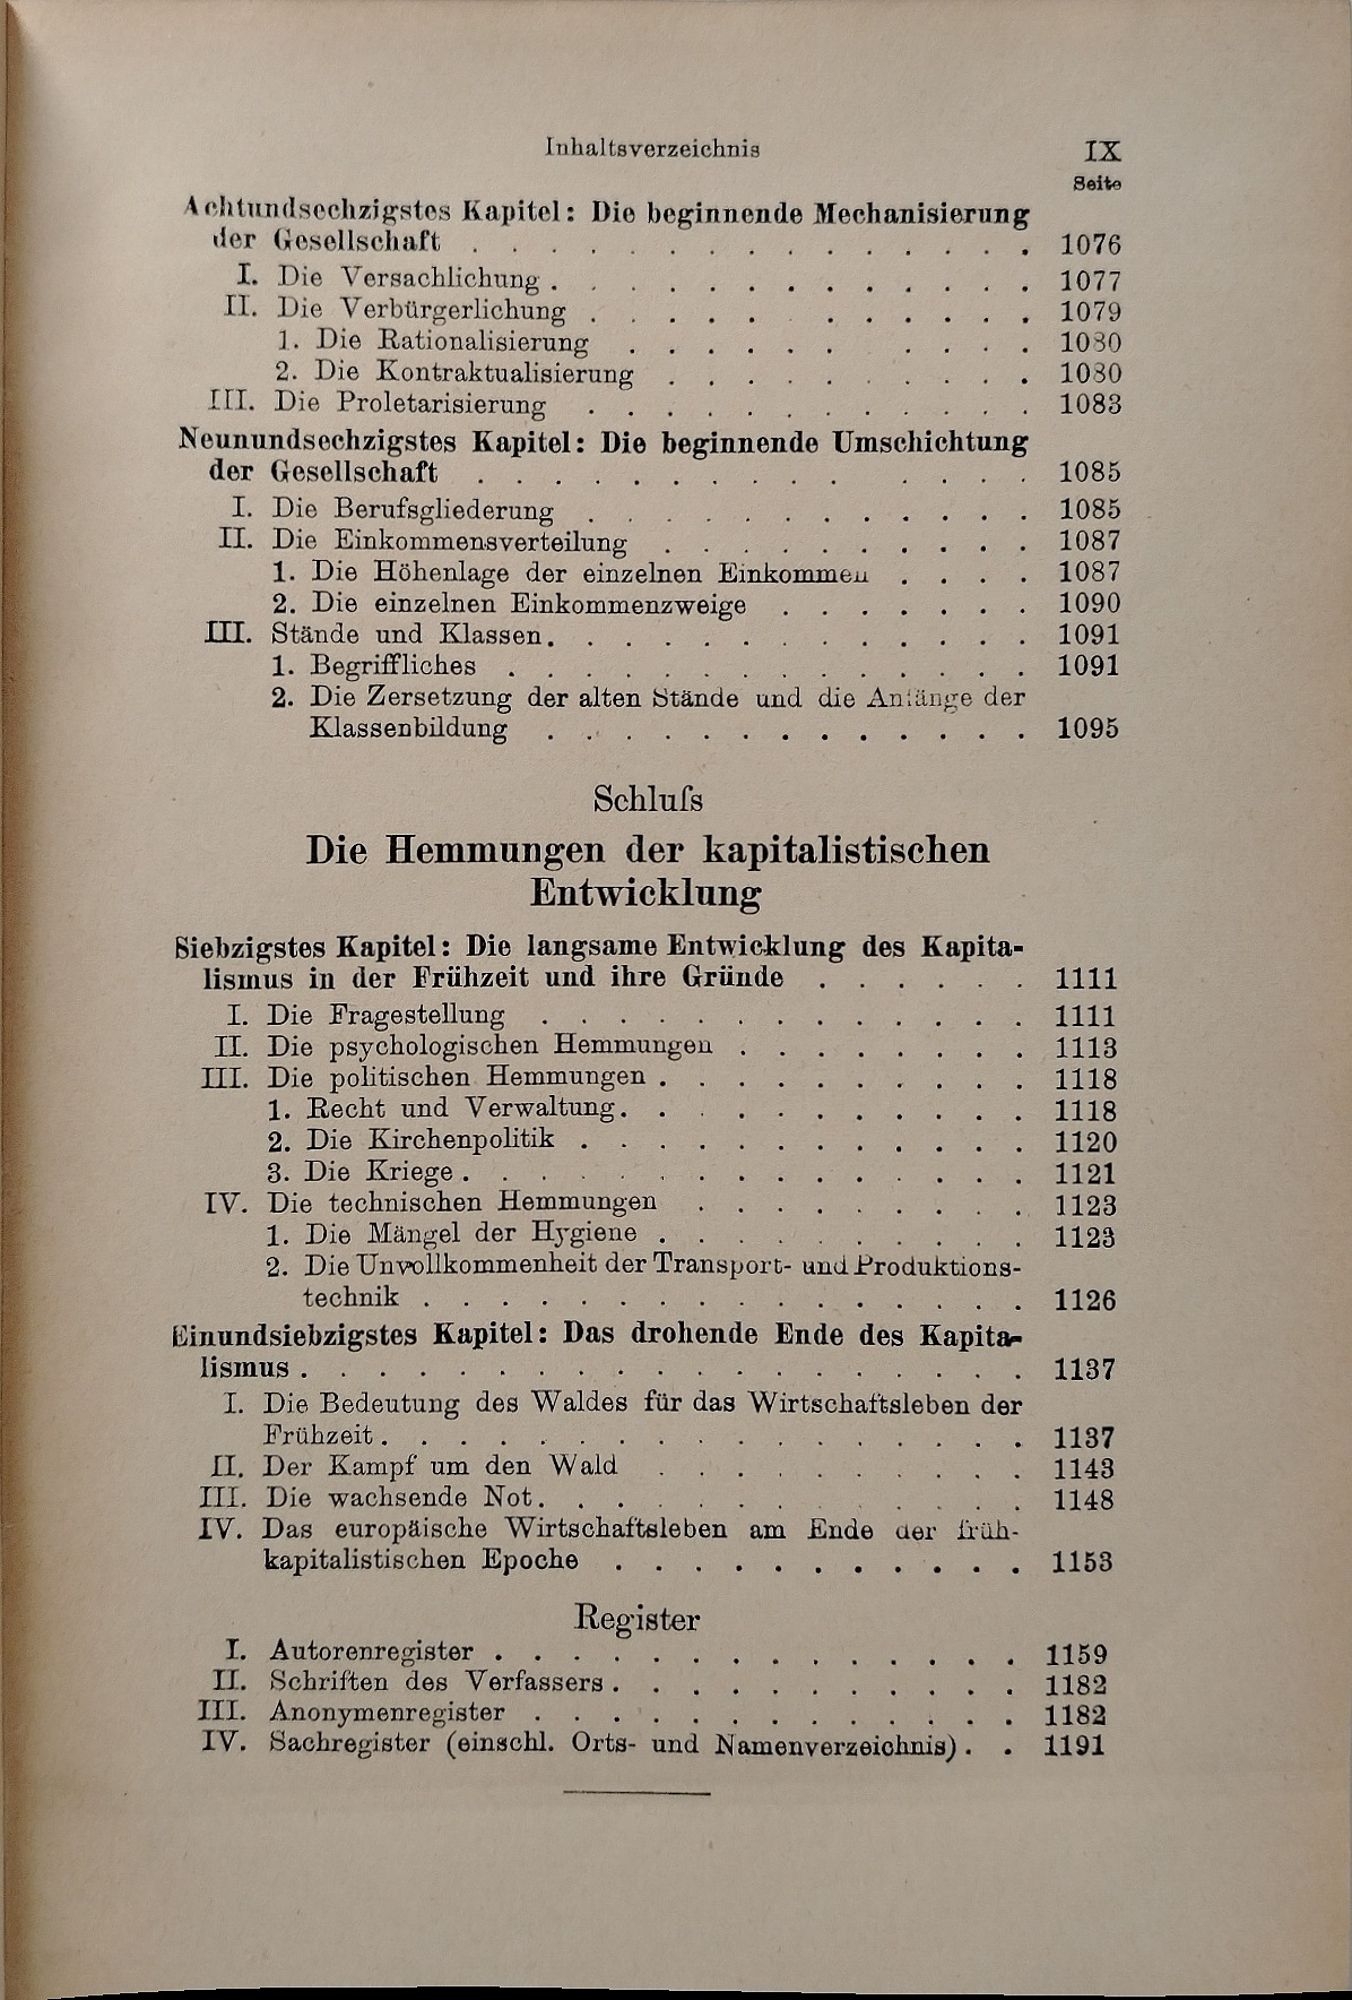 Inhaltsverzeichnis IX
Seite
Achtundsechzigstes Kapitel: Die beginnende Mechanisierung
der Gesellschaft . . . . . . . . . . . . . . . 1076
I. Die Versachlichung . . . . . . . . . . . . . 1077
II. Die Verbürgerlichung . . . . . . . . . . . . 1079
1. Die Rationalisierung . . . . . . . . . . 1080
2. Die Kontraktualisierung . . . . . . . . . . 1080
III. Die Proletarisierung . . . . . . . . . . . . 1083
Neunundsechzigstes Kapitel: Die beginnende Umschichtung
der Gesellschaft . . . . . . . . . . . . . . 1085
I. Die Berufsgliederung . . . . . . . . . . . . 1085
II. Die Einkommensverteilung . . . . . . . . . . 1087
1. Die Höhenlage der einzelnen Einkommen . . . . 1087
2. Die einzelnen Einkommenzweige . . . . . . . 1090
III. Stände und Klassen . . . . . . . . . . . . . 1091
1. Begriffliches . . . . . . . . . . . . . . 1091
2. Die Zersetzung der alten Stände und die Anfänge der
Klassenbildung . . . . . . . . . . . . . 1095
Schluſs
Die Hemmungen der kapitalistischen
Entwicklung
Siebzigstes Kapitel: Die langsame Entwicklung des Kapita-
lismus in der Frühzeit und ihre Gründe . . . . . . 1111
I. Die Fragestellung . . . . . . . . . . . . . 1111
II. Die psychologischen Hemmungen . . . . . . . . 1113
III. Die politischen Hemmungen . . . . . . . . . . 1118
1. Recht und Verwaltung . . . . . . . . . . . 1118
2. Die Kirchenpolitik . . . . . . . . . . . . 1120
3. Die Kriege . . . . . . . . . . . . . . . 1121
IV. Die technischen Hemmungen . . . . . . . . . 1123
1. Die Mängel der Hygiene . . . . . . . . . . 1123
2. Die Unvollkommenheit der Transport- und Produktions-
technik . . . . . . . . . . . . . . . . 1126
Einundsiebzigstes Kapitel: Das drohende Ende des Kapita-
lismus . . . . . . . . . . . . . . . . . . . 1137
I. Die Bedeutung des Waldes für das Wirtschaftsleben der
Frühzeit . . . . . . . . . . . . . . . . . 1137
II. Der Kampf um den Wald . . . . . . . . . . 1143
III. Die wachsende Not . . . . . . . . . . . . . 1148
IV. Das europäische Wirtschaftsleben am Ende der früh-
kapitalistischen Epoche . . . . . . . . . . . 1153
Register
I. Autorenregister . . . . . . . . . . . . . . 1159
II. Schriften des Verfassers . . . . . . . . . . . 1182
III. Anonymenregister . . . . . . . . . . . . . 1182
IV. Sachregister (einschl. Orts- und Namenverzeichnis) . . 1191